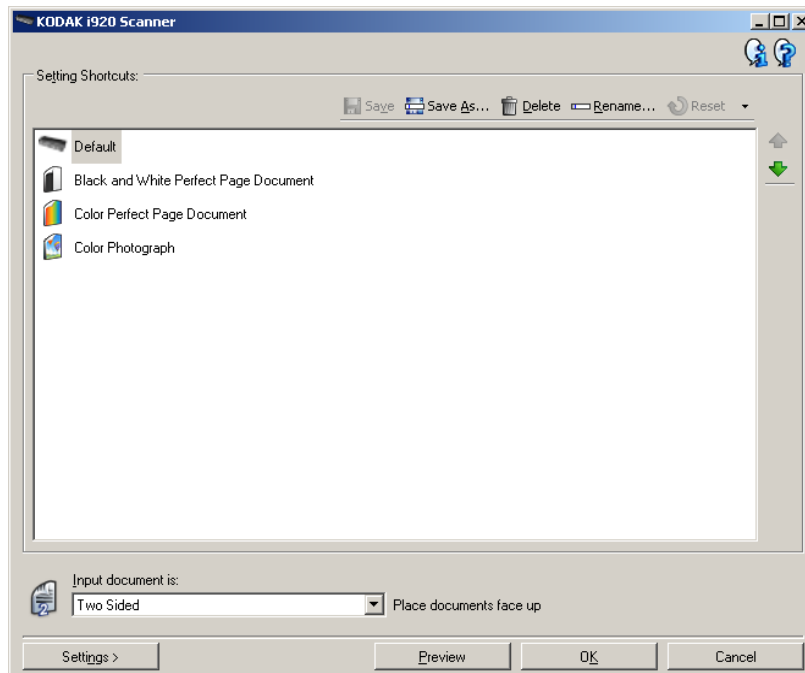 KODAK i920 Scanner
Setting Shortcuts:
Save Save As... Delete Rename... Reset
Default
Black and White Perfect Page Document
Color Perfect Page Document
Color Photograph
Input document is:
Two Sided Place documents face up
Settings > Preview OK Cancel